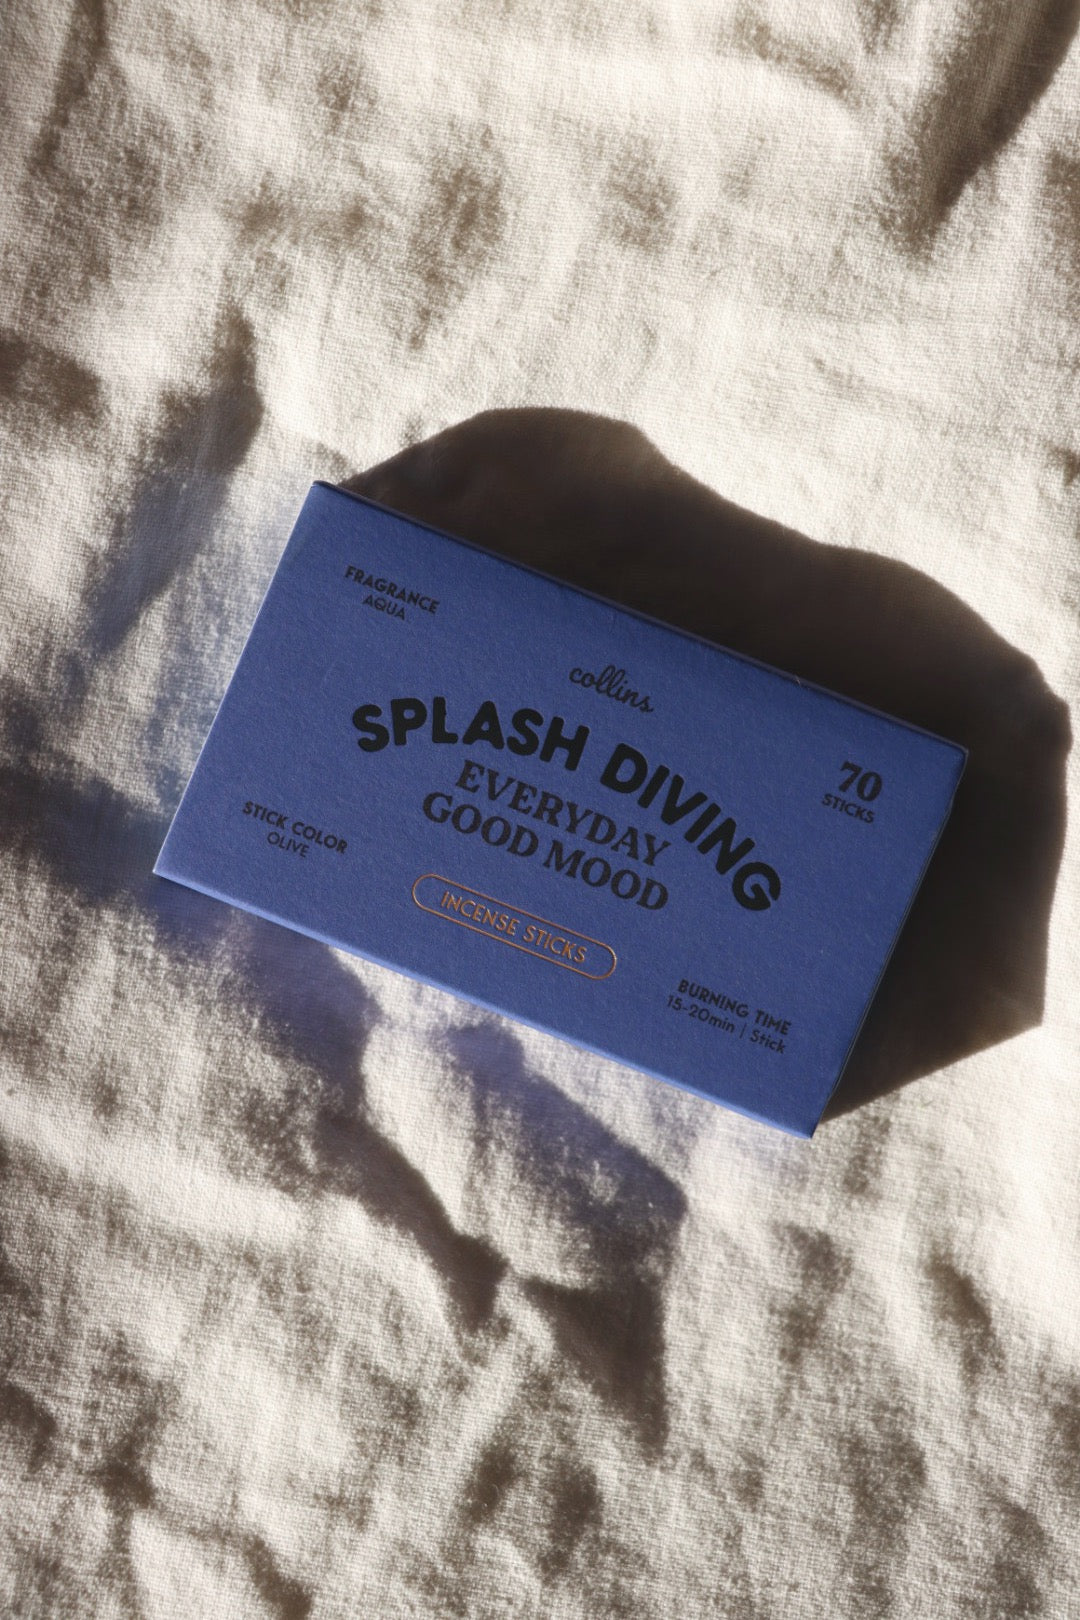 FRAGRANCE
AQUA
collins
SPLASH DIVING
EVERYDAY
GOOD MOOD
70
STICKS
STICK COLOR
OLIVE
INCENSE STICKS
BURNING TIME
15-20min | Stick